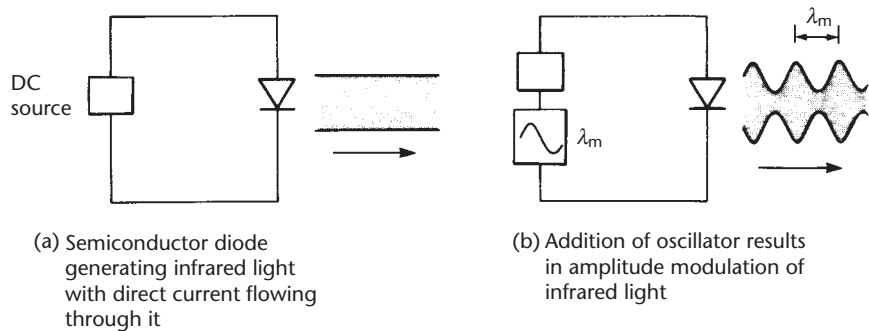 DC
source
λm
λm
(a) Semiconductor diode
generating infrared light
with direct current flowing
through it
(b) Addition of oscillator results
in amplitude modulation of
infrared light